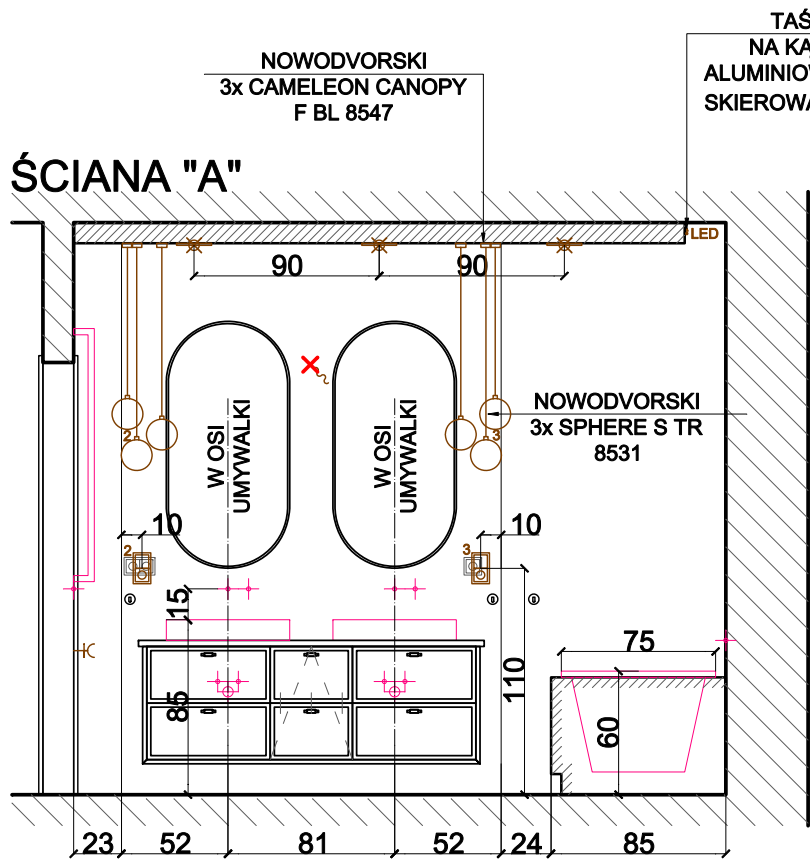 TAŚ
NA KĄ
ALUMINIOW
SKIEROWA
NOWODVORSKI
3x CAMELEON CANOPY
F BL 8547
ŚCIANA "A"
LED
90
90
NOWODVORSKI
3x SPHERE S TR
8531
2
3
W OSI
UMYWALKI
W OSI
UMYWALKI
10
10
2
3
15
85
110
75
60
23
52
81
52
24
85